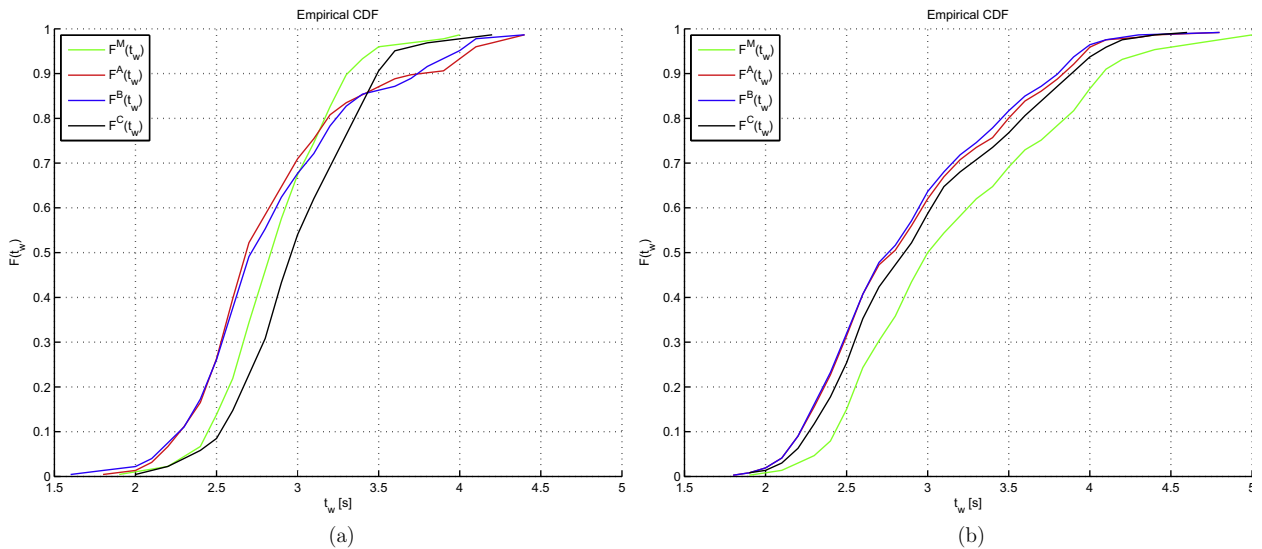 Empirical CDF
F^M(t_w)
F^A(t_w)
F^B(t_w)
F^C(t_w)
F(t_w)
1
0.9
0.8
0.7
0.6
0.5
0.4
0.3
0.2
0.1
0
1.5 2 2.5 3 3.5 4 4.5 5
t_w [s]
(a)
Empirical CDF
F^M(t_w)
F^A(t_w)
F^B(t_w)
F^C(t_w)
F(t_w)
1
0.9
0.8
0.7
0.6
0.5
0.4
0.3
0.2
0.1
0
1.5 2 2.5 3 3.5 4 4.5 5
t_w [s]
(b)